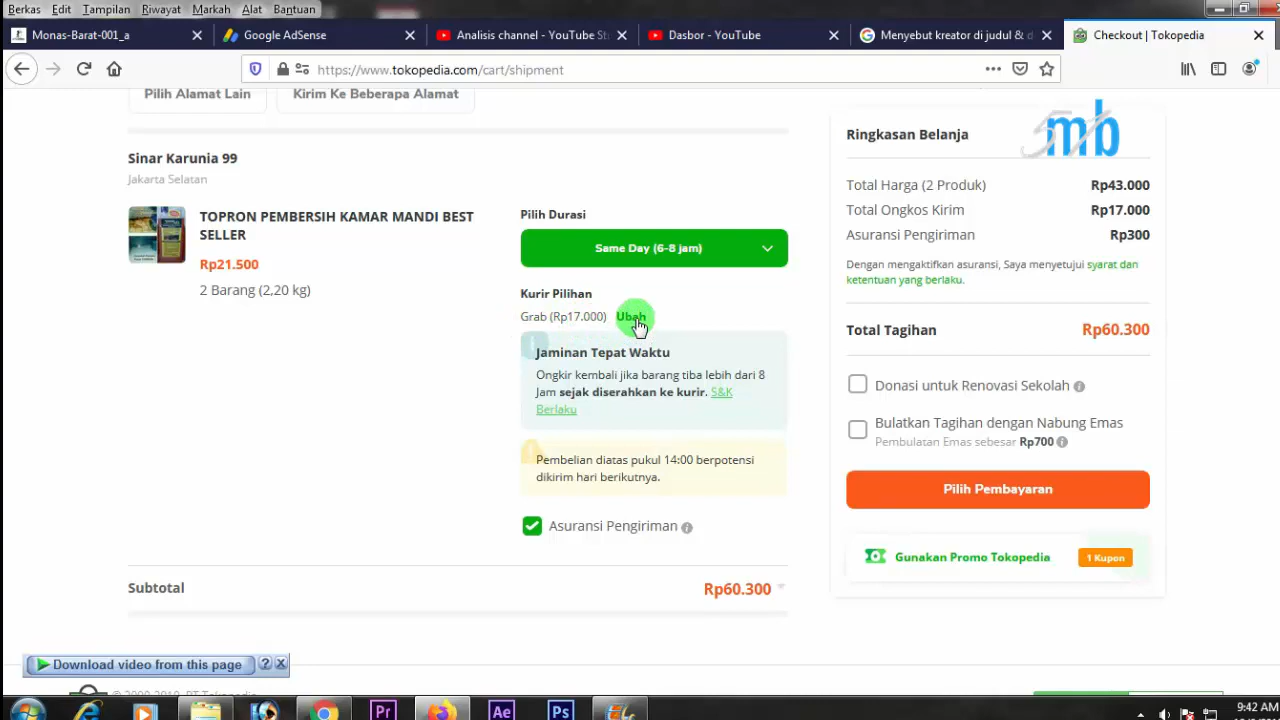 Berkas Edit Tampilan Riwayat Markah Alat Bantuan
Monas-Barat-001_a
Google AdSense
Analisis channel - YouTube St
Dasbor - YouTube
Menyebut kreator di judul & d
Checkout | Tokopedia
https://www.tokopedia.com/cart/shipment
Pilih Alamat Lain
Kirim Ke Beberapa Alamat
Sinar Karunia 99
Jakarta Selatan
TOPRON PEMBERSIH KAMAR MANDI BEST
SELLER
Rp21.500
2 Barang (2,20 kg)
Pilih Durasi
Same Day (6-8 jam)
Kurir Pilihan
Grab (Rp17.000) Ubah
Jaminan Tepat Waktu
Ongkir kembali jika barang tiba lebih dari 8
Jam sejak diserahkan ke kurir. S&K
Berlaku
Pembelian diatas pukul 14:00 berpotensi
dikirim hari berikutnya.
Asuransi Pengiriman
Subtotal Rp60.300
Ringkasan Belanja
mb
Total Harga (2 Produk) Rp43.000
Total Ongkos Kirim Rp17.000
Asuransi Pengiriman Rp300
Dengan mengaktifkan asuransi, Saya menyetujui syarat dan
ketentuan yang berlaku.
Total Tagihan Rp60.300
Donasi untuk Renovasi Sekolah
Bulatkan Tagihan dengan Nabung Emas
Pembulatan Emas sebesar Rp700
Pilih Pembayaran
Gunakan Promo Tokopedia 1 Kupon
Download video from this page ?
Pr Ae Ps
9:42 AM